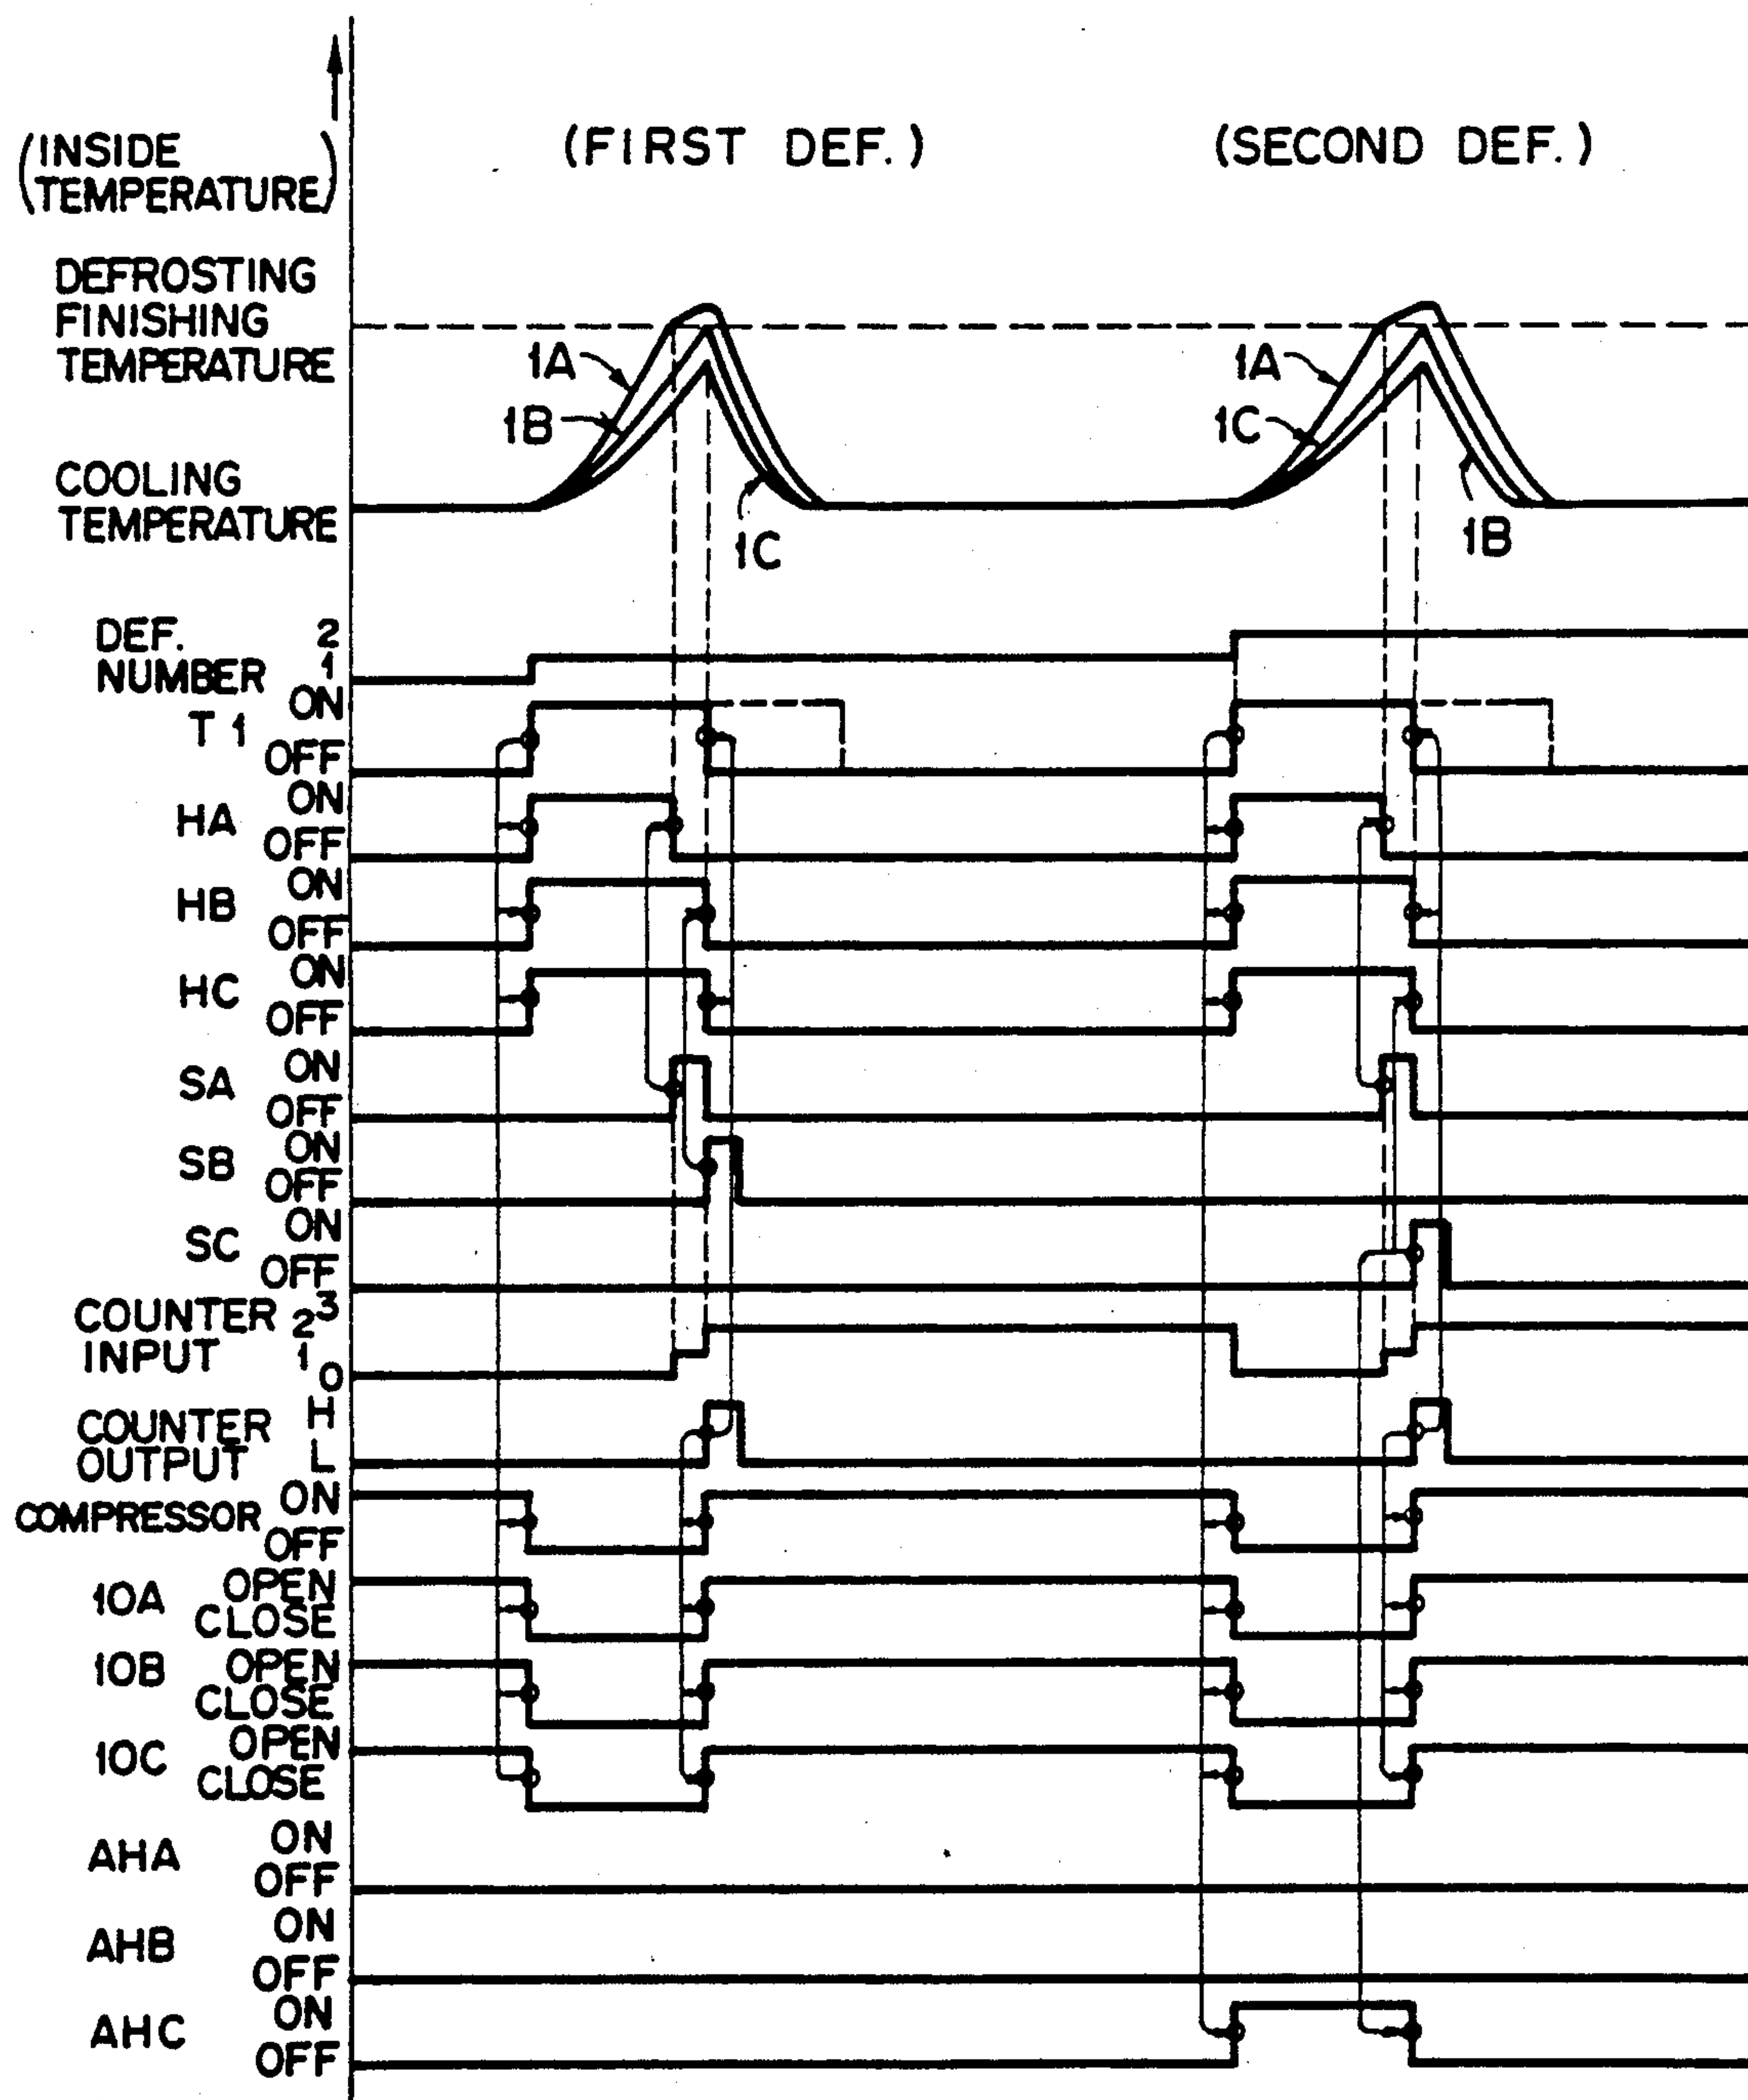 (FIRST DEF.)
(SECOND DEF.)
(INSIDE
TEMPERATURE)
DEFROSTING
FINISHING
TEMPERATURE
1A
1B
1C
1A
1C
1B
COOLING
TEMPERATURE
DEF.
NUMBER
2
1
T1
ON
OFF
HA
ON
OFF
HB
ON
OFF
HC
ON
OFF
SA
ON
OFF
SB
ON
OFF
SC
ON
OFF
COUNTER
INPUT
3
2
1
0
COUNTER
OUTPUT
H
L
COMPRESSOR
ON
OFF
10A
OPEN
CLOSE
10B
OPEN
CLOSE
10C
OPEN
CLOSE
AHA
ON
OFF
AHB
ON
OFF
AHC
ON
OFF